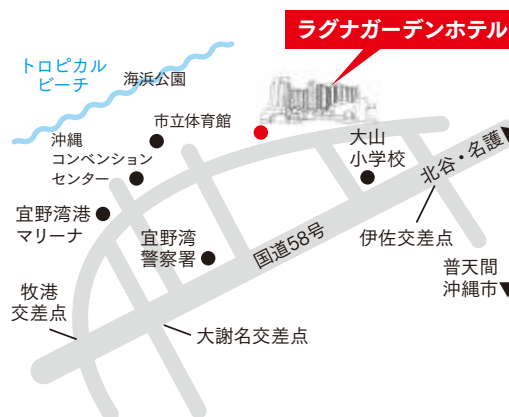 ラグナガーデンホテル
トロピカル
ビーチ
海浜公園
市立体育館
沖縄
コンベンション
センター
大山
小学校
北谷・名護
宜野湾港
マリーナ
宜野湾
警察署
国道58号
伊佐交差点
普天間
沖縄市
牧港
交差点
大謝名交差点